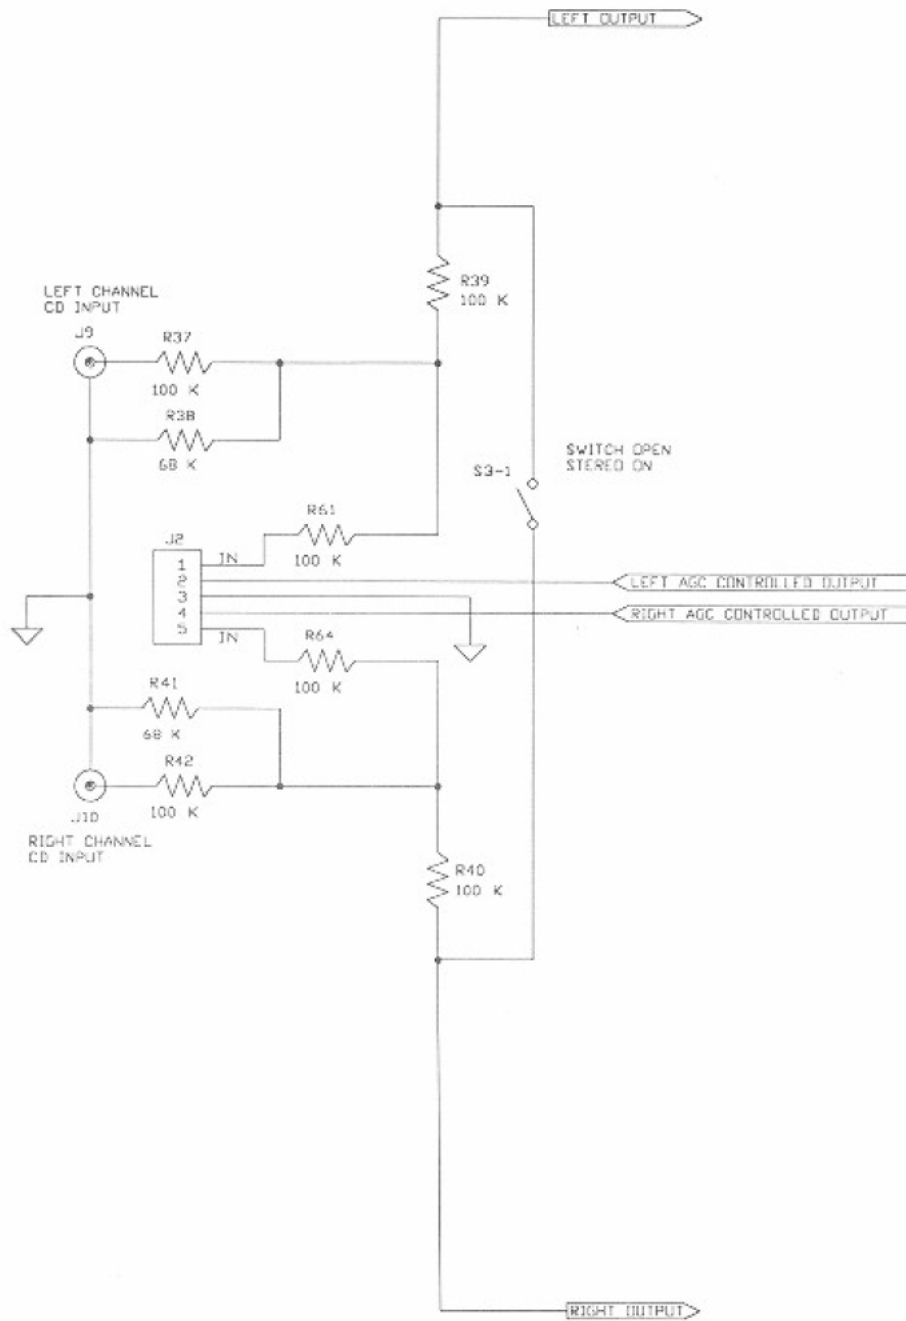 LEFT OUTPUT
R39
100 K
LEFT CHANNEL
CD INPUT
J9
R37
100 K
R38
68 K
SWITCH OPEN
STEREO ON
S3-1
R61
100 K
J2
IN
1
2
3
4
5
IN
LEFT AGC CONTROLLED OUTPUT
RIGHT AGC CONTROLLED OUTPUT
R64
100 K
R41
68 K
R42
100 K
J10
RIGHT CHANNEL
CD INPUT
R40
100 K
RIGHT OUTPUT